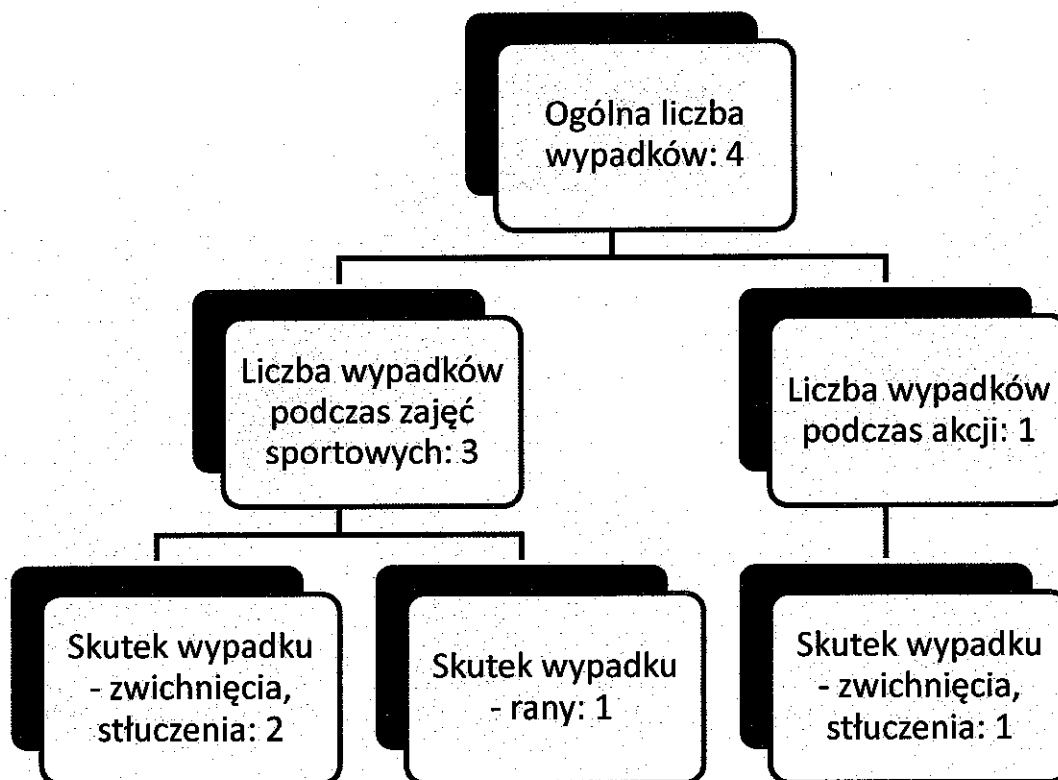 Ogólna liczba
wypadków: 4
Liczba wypadków
podczas zajęć
sportowych: 3
Liczba wypadków
podczas akcji: 1
Skutek wypadku
- zwichnięcia,
stłuczenia: 2
Skutek wypadku
- rany: 1
Skutek wypadku
- zwichnięcia,
stłuczenia: 1